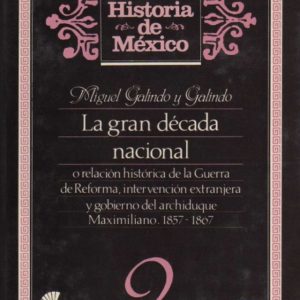 Historia
de
México
Miguel Galindo y Galindo
La gran década
nacional
o relación histórica de la Guerra
de Reforma, intervención extranjera
y gobierno del archiduque
Maximiliano. 1857-1867
2